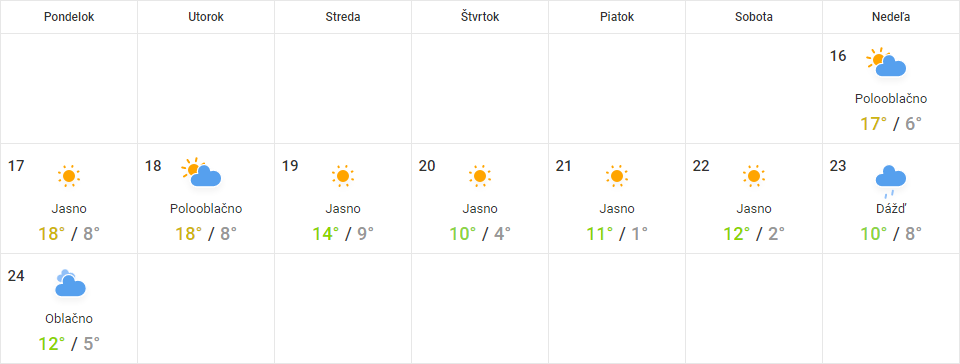 Pondelok Utorok Streda Štvrtok Piatok Sobota Nedeľa
16
Polooblačno
17° / 6°
17 18 19 20 21 22 23
Jasno Polooblačno Jasno Jasno Jasno Jasno Dážď
18° / 8° 18° / 8° 14° / 9° 10° / 4° 11° / 1° 12° / 2° 10° / 8°
24
Oblačno
12° / 5°